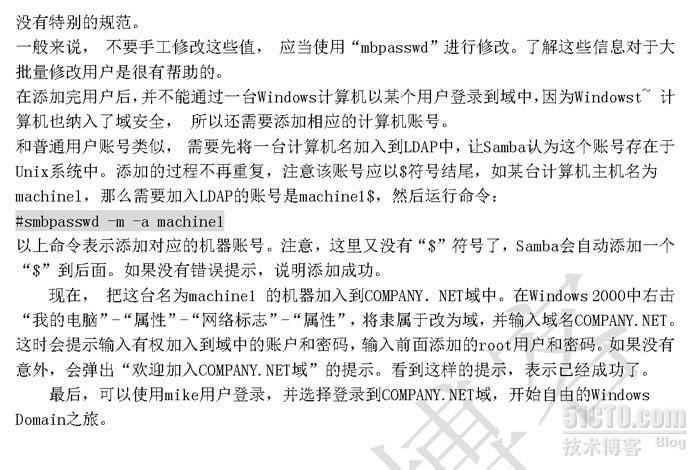 没有特别的规范。
一般来说， 不要手工修改这些值， 应当使用“mbpasswd”进行修改。了解这些信息对于大
批量修改用户是很有帮助的。
在添加完用户后，并不能通过一台Windows计算机以某个用户登录到域中，因为Windowst~ 计
算机也纳入了域安全， 所以还需要添加相应的计算机账号。
和普通用户账号类似， 需要先将一台计算机名加入到LDAP中，让Samba认为这个账号存在于
Unix系统中。添加的过程不再重复，注意该账号应以$符号结尾，如某台计算机主机名为
machinel，那么需要加入LDAP的账号是machine1$，然后运行命令：
#smbpasswd -m -a machine1
以上命令表示添加对应的机器账号。注意，这里又没有“$”符号了，Samba会自动添加一个
“$”到后面。如果没有错误提示，说明添加成功。
现在， 把这台名为machine1 的机器加入到COMPANY．NET域中。在Windows 2000中右击
“我的电脑”-“属性”-“网络标志”-“属性”，将隶属于改为域，并输入域名COMPANY.NET。
这时会提示输入有权加入到域中的账户和密码，输入前面添加的root用户和密码。如果没有
意外，会弹出“欢迎加入COMPANY.NET域”的提示。看到这样的提示，表示己经成功了。
最后，可以使用mike用户登录，并选择登录到COMPANY.NET域，开始自由的Windows
Domain之旅。
博客
51CTO.com
技术博客 Blog